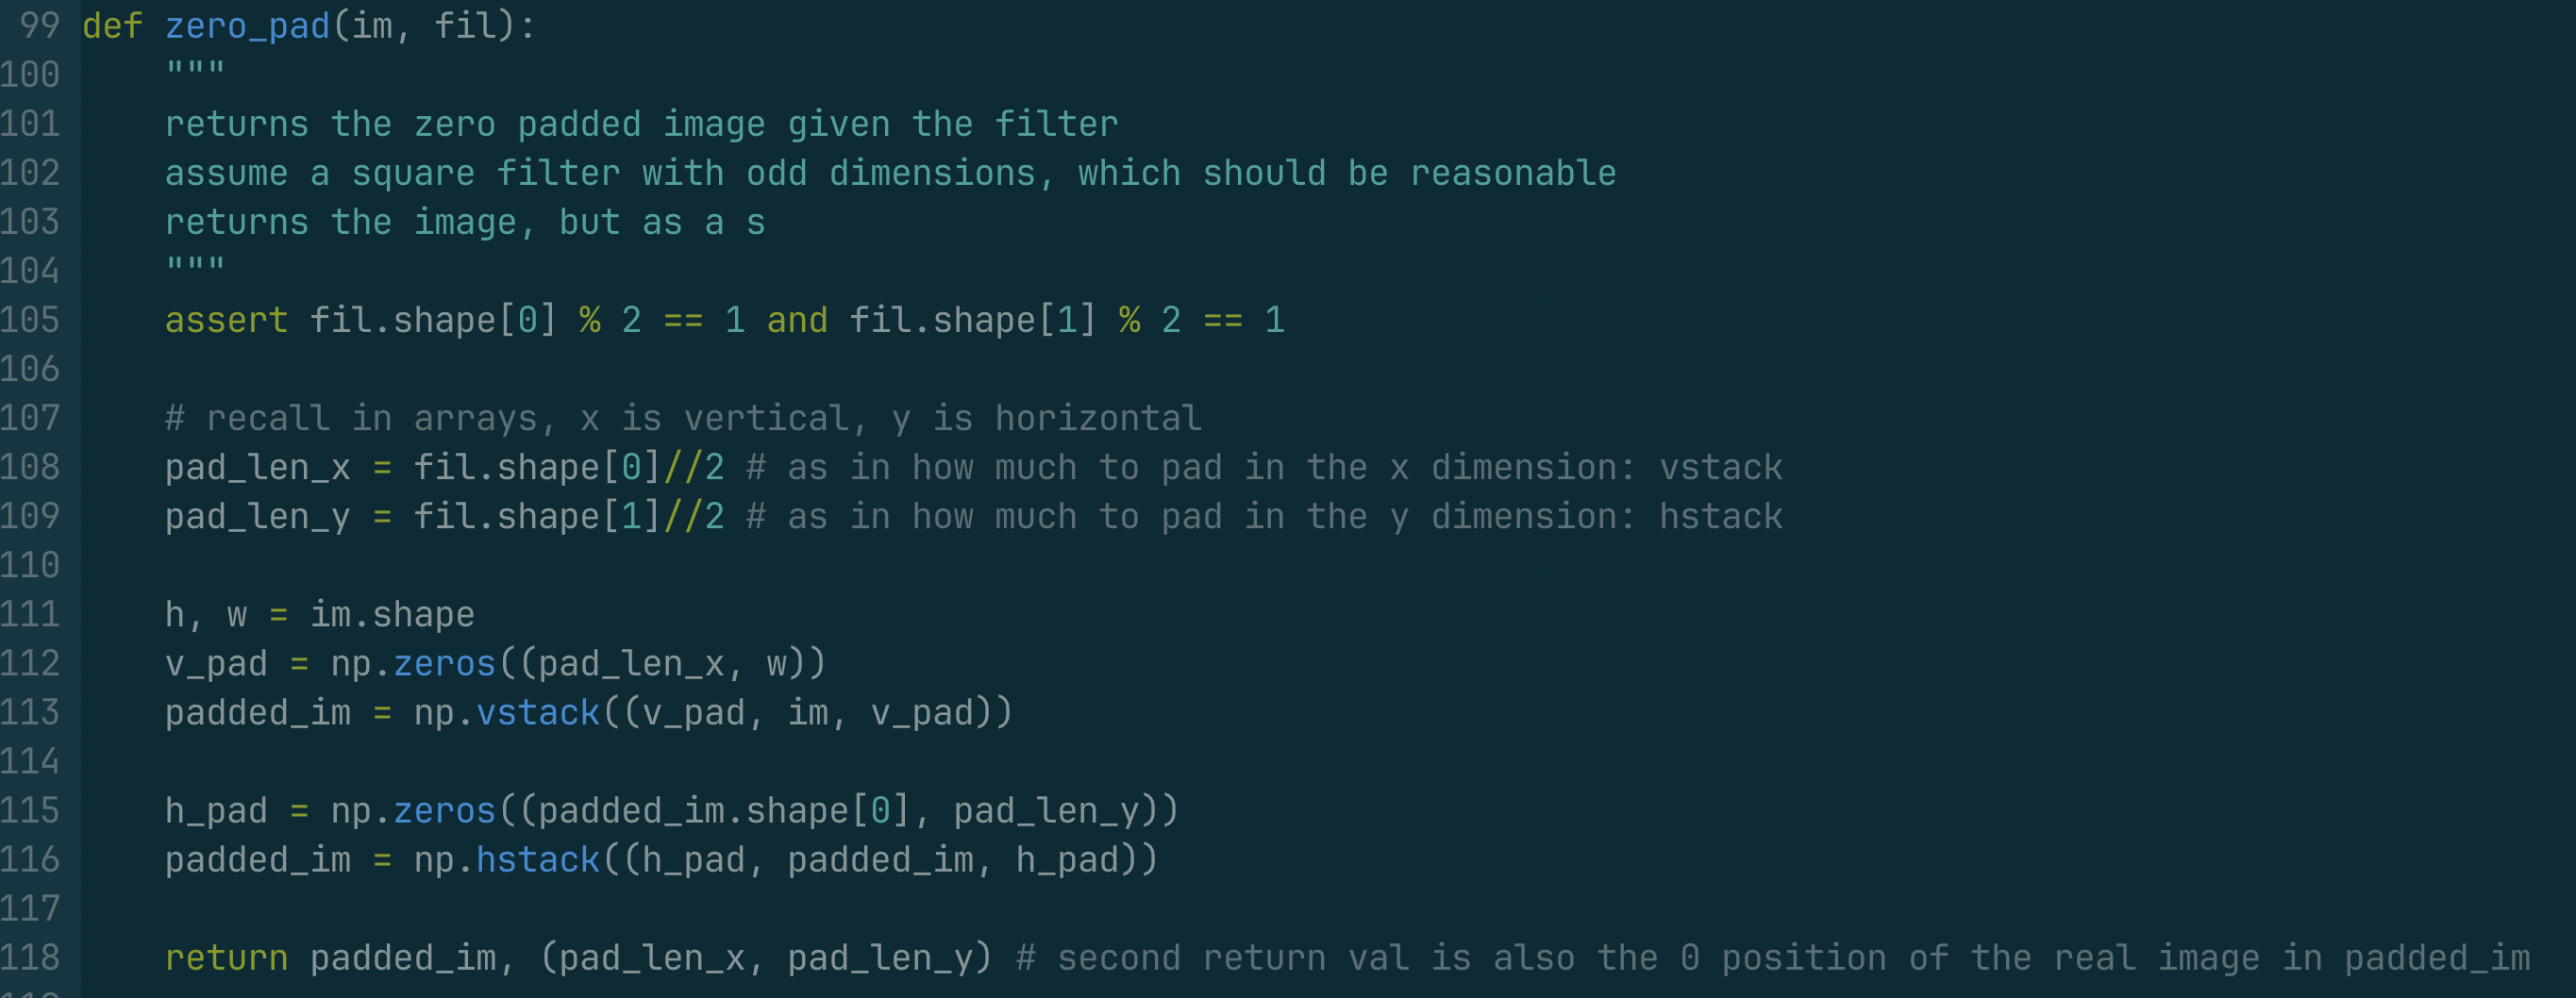 99 def zero_pad(im, fil):
100     """
101     returns the zero padded image given the filter
102     assume a square filter with odd dimensions, which should be reasonable
103     returns the image, but as a s
104     """
105     assert fil.shape[0] % 2 == 1 and fil.shape[1] % 2 == 1
106
107     # recall in arrays, x is vertical, y is horizontal
108     pad_len_x = fil.shape[0]//2 # as in how much to pad in the x dimension: vstack
109     pad_len_y = fil.shape[1]//2 # as in how much to pad in the y dimension: hstack
110
111     h, w = im.shape
112     v_pad = np.zeros((pad_len_x, w))
113     padded_im = np.vstack((v_pad, im, v_pad))
114
115     h_pad = np.zeros((padded_im.shape[0], pad_len_y))
116     padded_im = np.hstack((h_pad, padded_im, h_pad))
117
118     return padded_im, (pad_len_x, pad_len_y) # second return val is also the 0 position of the real image in padded_im